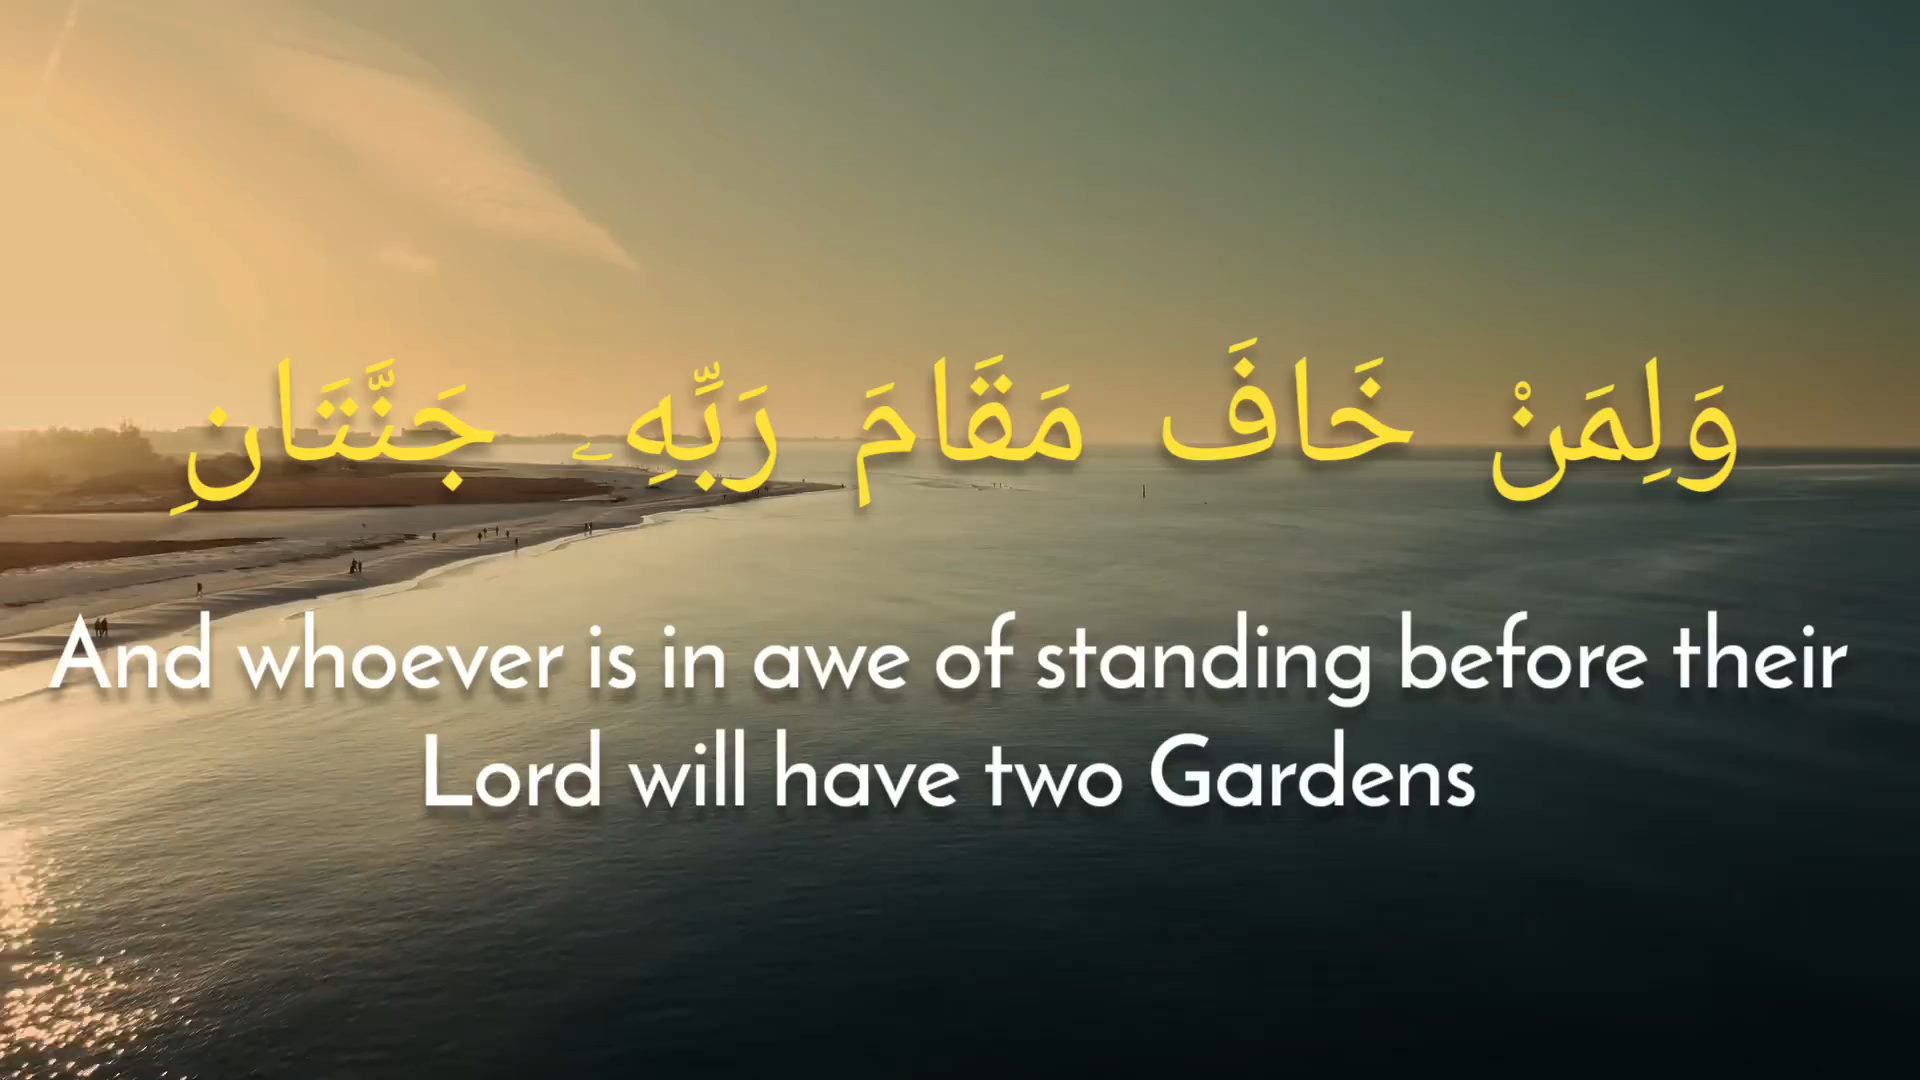 وَلِمَنْ خَافَ مَقَامَ رَبِّهِۦ جَنَّتَانِ
And whoever is in awe of standing before their
Lord will have two Gardens